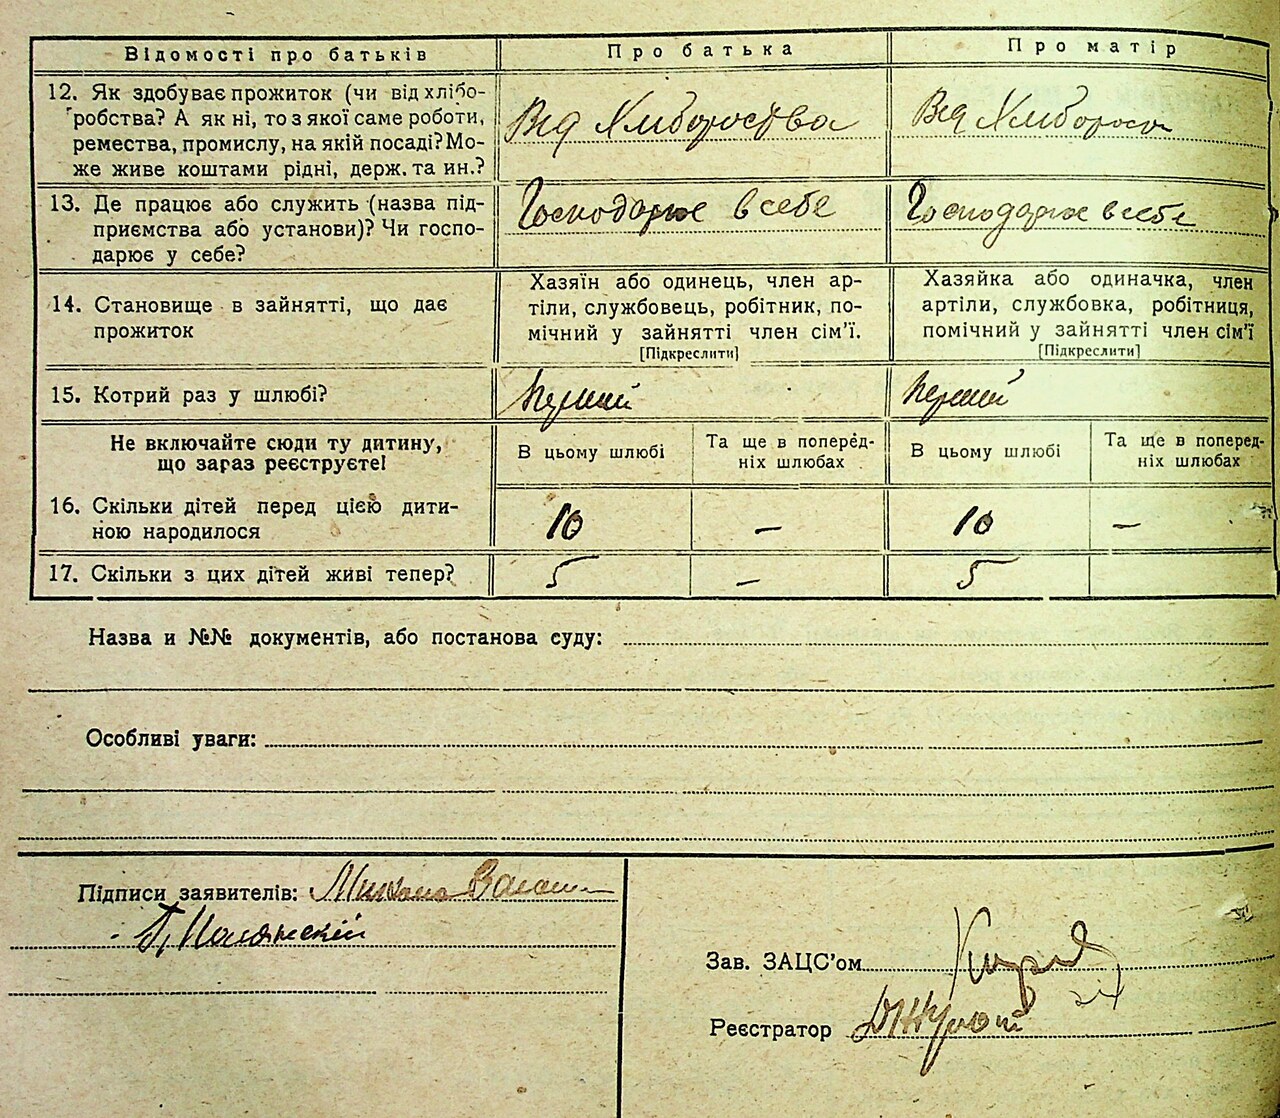 Відомості про батьків Про батька Про матір
12. Як здобуває прожиток (чи від хлібо-
робства? А як ні, то з якої саме роботи,
ремества, промислу, на якій посаді? Мо-
же живе коштами рідні, держ. та ин.?
Від Хлібороства Від Хлібороси
13. Де працює або служить (назва під-
приємства або установи)? Чи госпо-
дарює у себе?
Господарює в себе Господарює в себе
14. Становище в зайнятті, що дає
прожиток
Хазяїн або одинець, член ар-
тіли, службовець, робітник, по-
мічний у зайнятті член сім’ї.
[Підкреслити]
Хазяйка або одиначка, член
артіли, службовка, робітниця,
помічний у зайнятті член сім’ї
[Підкреслити]
15. Котрий раз у шлюбі? перший перший
Не включайте сюди ту дитину,
що зараз реєструєте!
В цьому шлюбі
Та ще в поперед-
ніх шлюбах
В цьому шлюбі
Та ще в поперед-
ніх шлюбах
16. Скільки дітей перед цією дити-
ною народилося
10 – 10 –
17. Скільки з цих дітей живі тепер? 5 – 5
Назва и №№ документів, або постанова суду:
Особливі уваги:
Підписи заявителів:
Зав. ЗАЦС’ом
Реєстратор